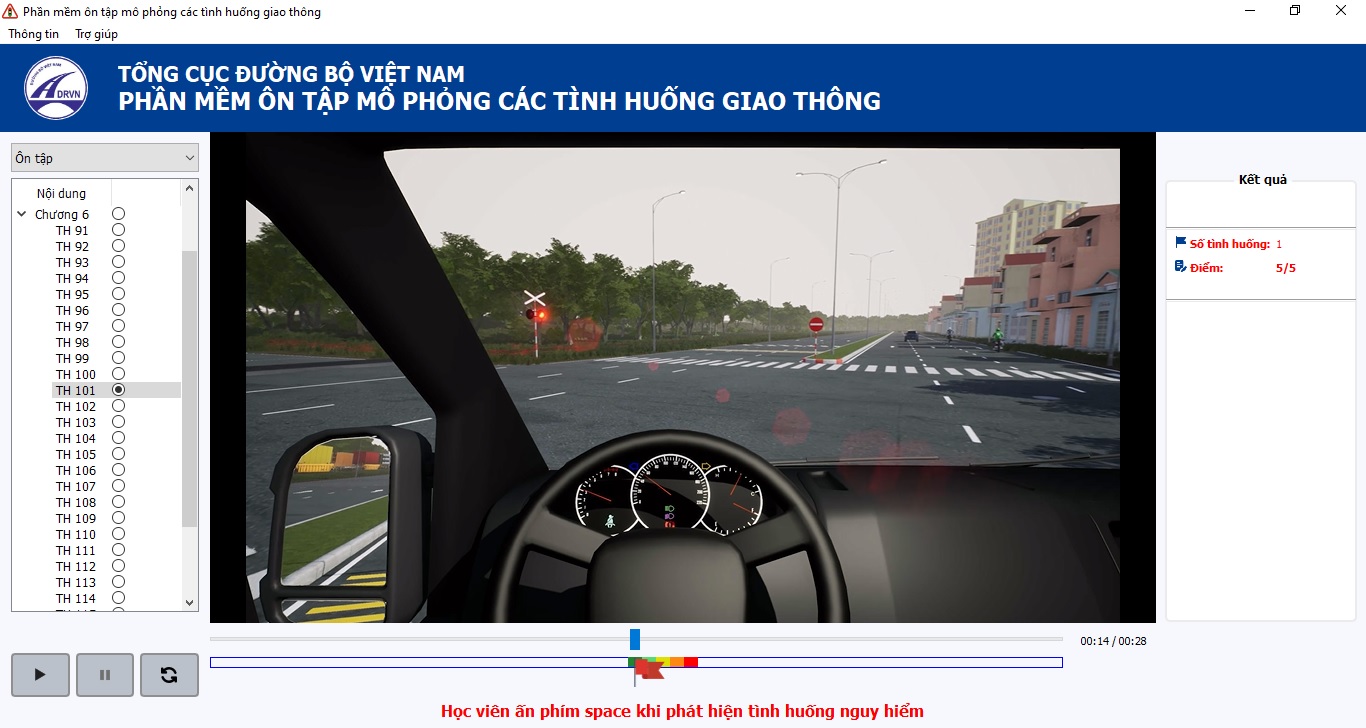 Phần mềm ôn tập mô phỏng các tình huống giao thông
Thông tin Trợ giúp
ĐƯỜNG BỘ VIỆT NAM
DRVN
TỔNG CỤC ĐƯỜNG BỘ VIỆT NAM
PHẦN MỀM ÔN TẬP MÔ PHỎNG CÁC TÌNH HUỐNG GIAO THÔNG
Ôn tập
Nội dung
Chương 6
TH 91
TH 92
TH 93
TH 94
TH 95
TH 96
TH 97
TH 98
TH 99
TH 100
TH 101
TH 102
TH 103
TH 104
TH 105
TH 106
TH 107
TH 108
TH 109
TH 110
TH 111
TH 112
TH 113
TH 114
Kết quả
Số tình huống: 1
Điểm: 5/5
00:14 / 00:28
Học viên ấn phím space khi phát hiện tình huống nguy hiểm